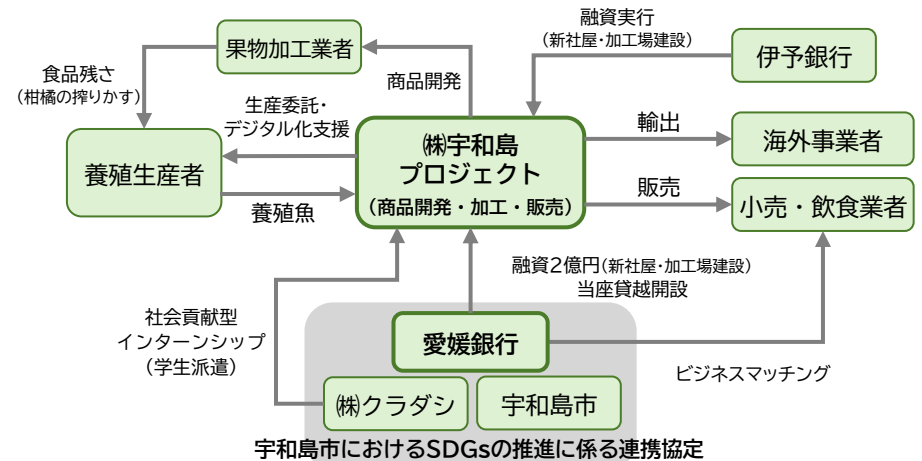 融資実行
（新社屋・加工場建設）
果物加工業者
伊予銀行
食品残さ
（柑橘の搾りかす）
商品開発
生産委託・
デジタル化支援
輸出
海外事業者
㈱宇和島
プロジェクト
（商品開発・加工・販売）
養殖生産者
販売
小売・飲食業者
養殖魚
融資2億円（新社屋・加工場建設）
当座貸越開設
社会貢献型
インターンシップ
（学生派遣）
愛媛銀行
ビジネスマッチング
㈱クラダシ
宇和島市
宇和島市におけるSDGsの推進に係る連携協定